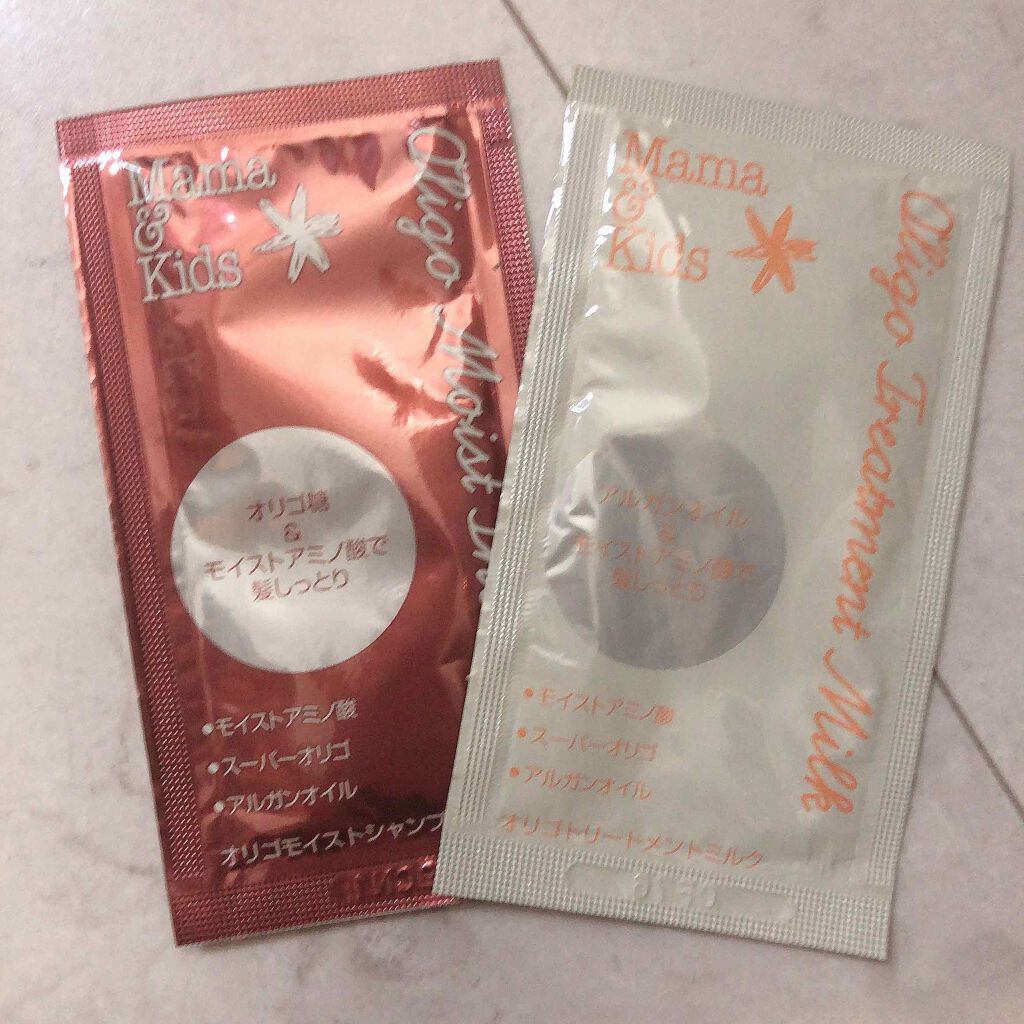 Mama
&
Kids
Oligo Moist
オリゴ糖
&
モイストアミノ酸で
髪しっとり
•モイストアミノ酸
•スーパーオリゴ
•アルガンオイル
オリゴモイストシャンプ
Mama
&
Kids
Oligo Treatment Milk
アルガンオイル
&
モイストアミノ酸で
髪しっとり
•モイストアミノ酸
•スーパーオリゴ
•アルガンオイル
オリゴトリートメントミルク